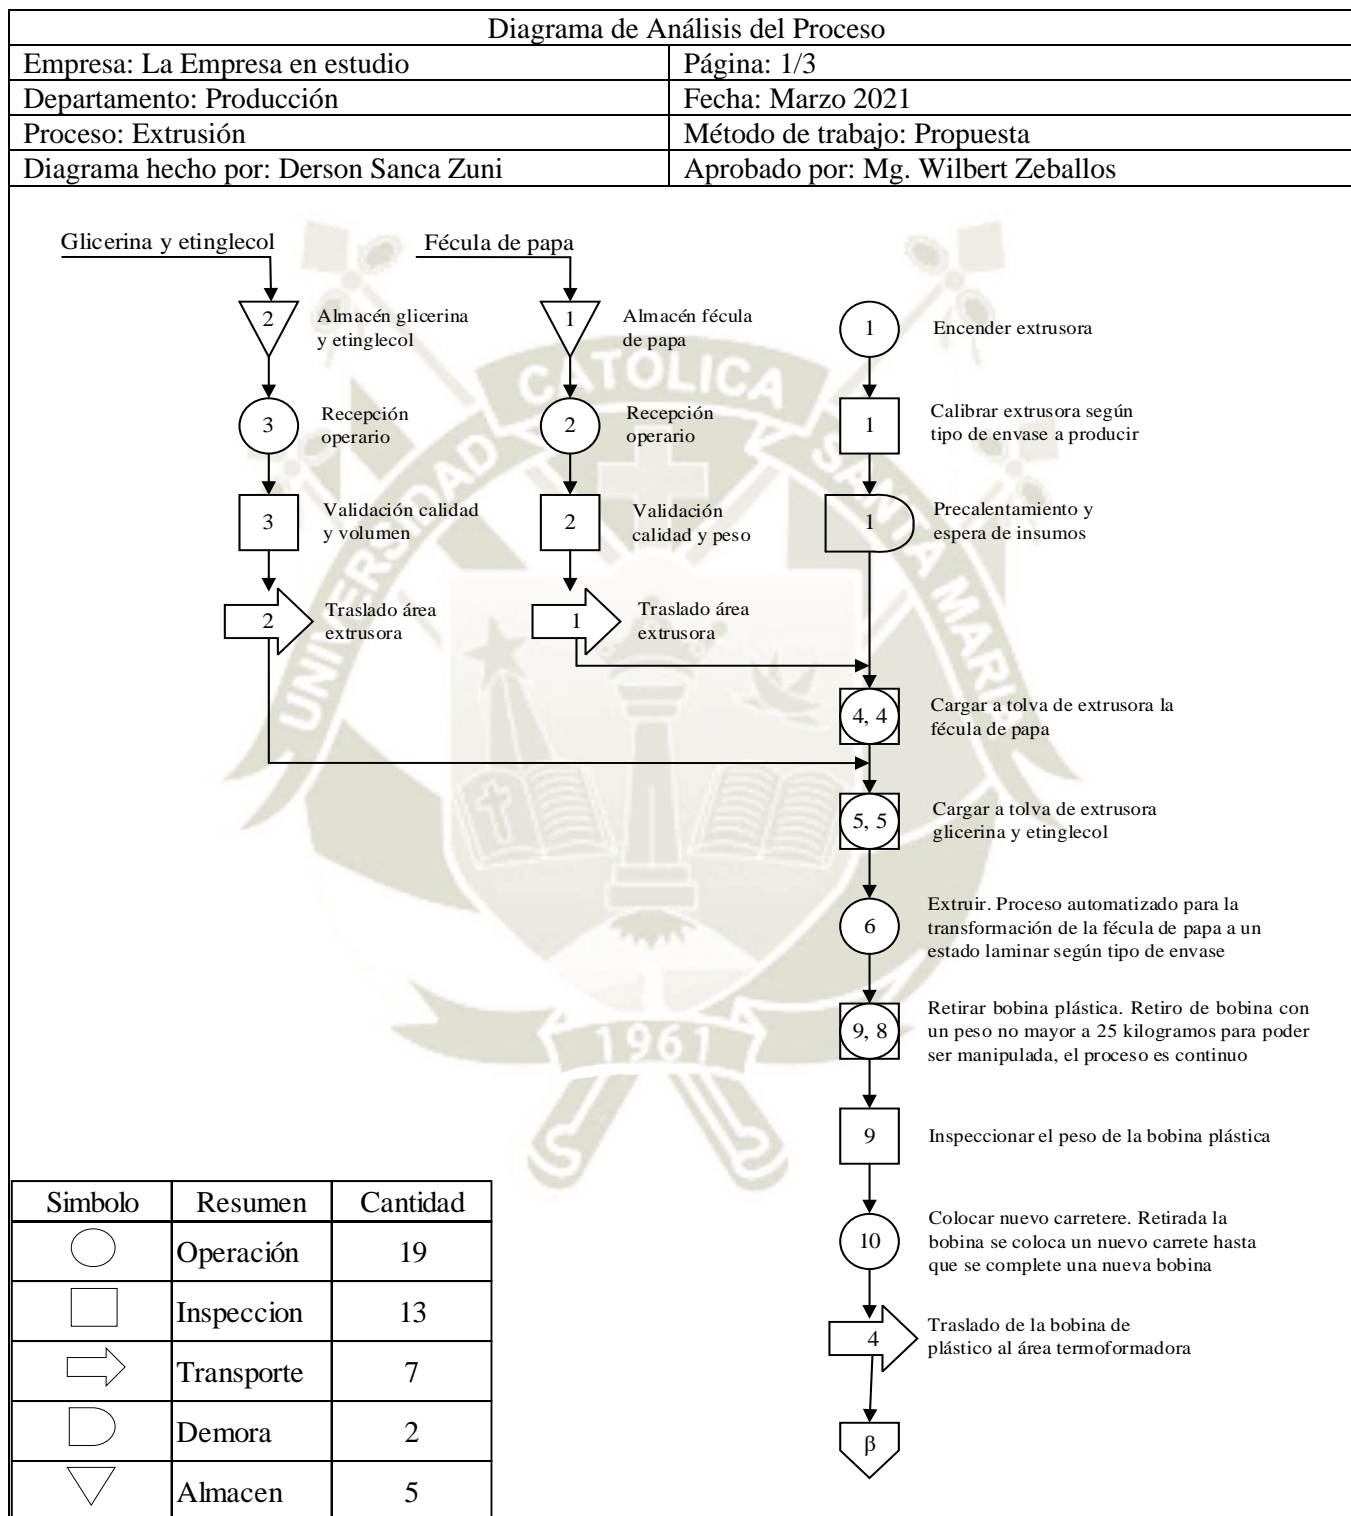 Diagrama de Análisis del Proceso
Empresa: La Empresa en estudio
Página: 1/3
Departamento: Producción
Fecha: Marzo 2021
Proceso: Extrusión
Método de trabajo: Propuesta
Diagrama hecho por: Derson Sanca Zuni
Aprobado por: Mg. Wilbert Zeballos
Glicerina y etinglecol
Fécula de papa
2
Almacén glicerina
y etinglecol
1
Almacén fécula
de papa
1
Encender extrusora
3
Recepción
operario
2
Recepción
operario
1
Calibrar extrusora según
tipo de envase a producir
3
Validación calidad
y volumen
2
Validación
calidad y peso
1
Precalentamiento y
espera de insumos
2
Traslado área
extrusora
1
Traslado área
extrusora
4, 4
Cargar a tolva de extrusora la
fécula de papa
5, 5
Cargar a tolva de extrusora
glicerina y etinglecol
6
Extruir. Proceso automatizado para la
transformación de la fécula de papa a un
estado laminar según tipo de envase
9, 8
Retirar bobina plástica. Retiro de bobina con
un peso no mayor a 25 kilogramos para poder
ser manipulada, el proceso es continuo
9
Inspeccionar el peso de la bobina plástica
10
Colocar nuevo carretere. Retirada la
bobina se coloca un nuevo carrete hasta
que se complete una nueva bobina
4
Traslado de la bobina de
plástico al área termoformadora
β
Simbolo Resumen Cantidad
Operación 19
Inspeccion 13
Transporte 7
Demora 2
Almacen 5
UNIVERSIDAD CATOLICA SANTA MARIA
1961